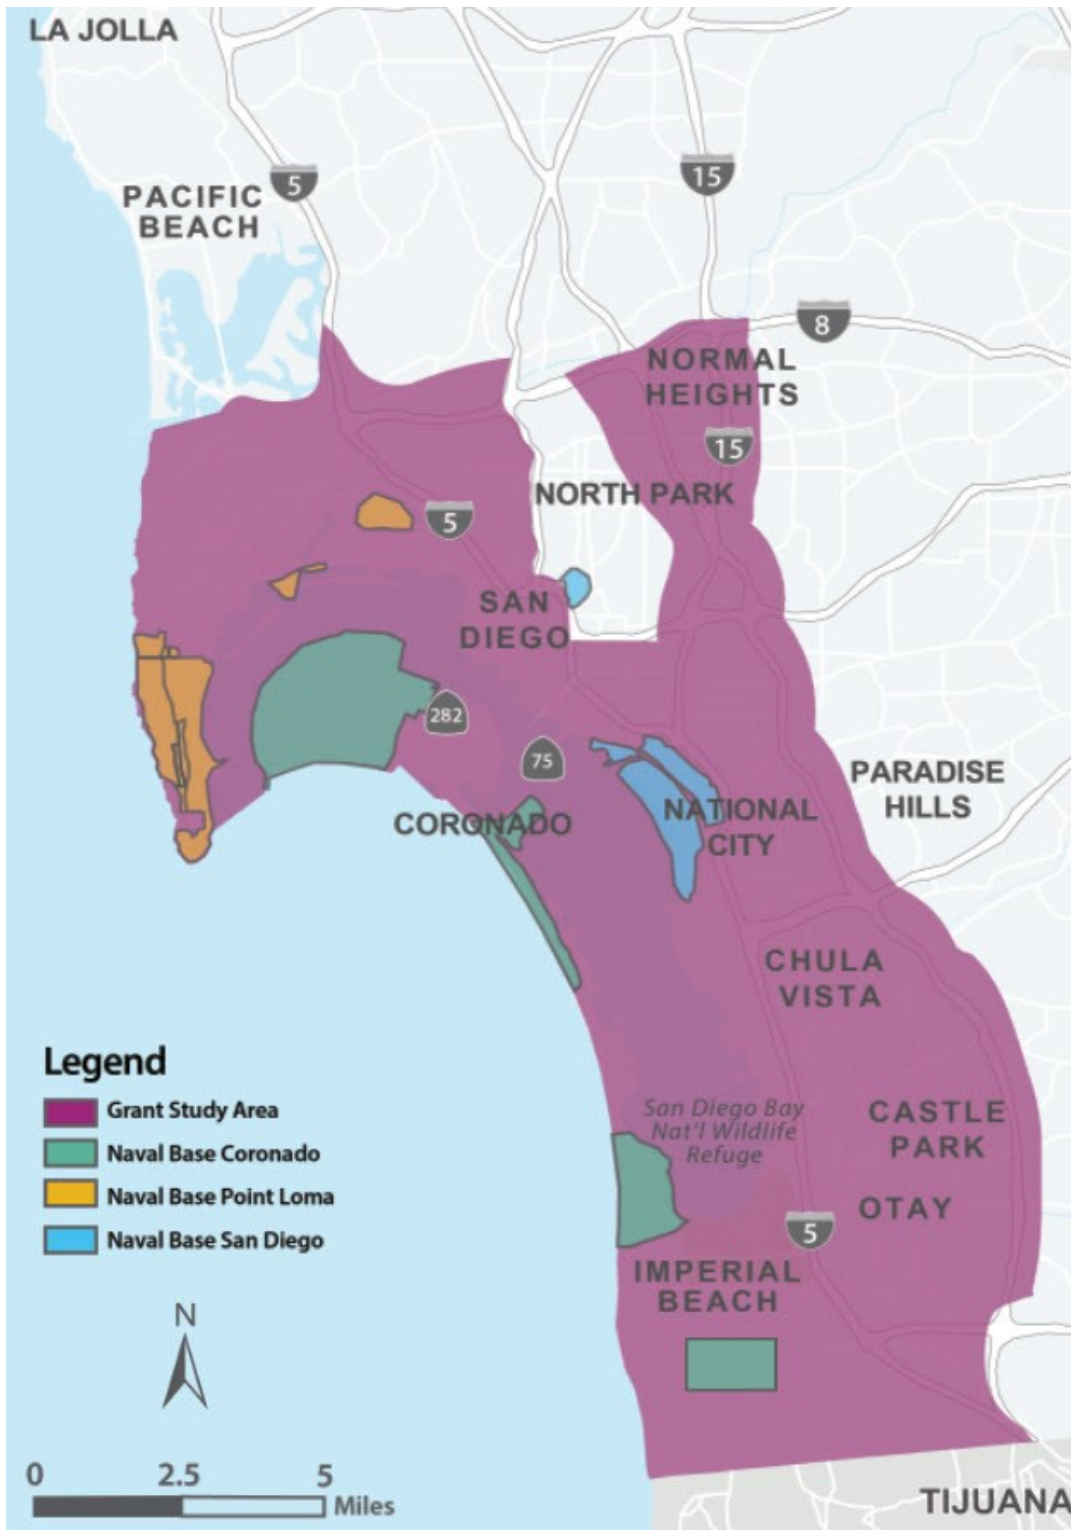 LA JOLLA
PACIFIC
BEACH
5
15
8
NORMAL
HEIGHTS
15
NORTH PARK
5
SAN
DIEGO
282
75
CORONADO
NATIONAL
CITY
PARADISE
HILLS
CHULA
VISTA
San Diego Bay
Nat'l Wildlife
Refuge
CASTLE
PARK
OTAY
5
IMPERIAL
BEACH
TIJUANA
Legend
Grant Study Area
Naval Base Coronado
Naval Base Point Loma
Naval Base San Diego
N
0 2.5 5
Miles